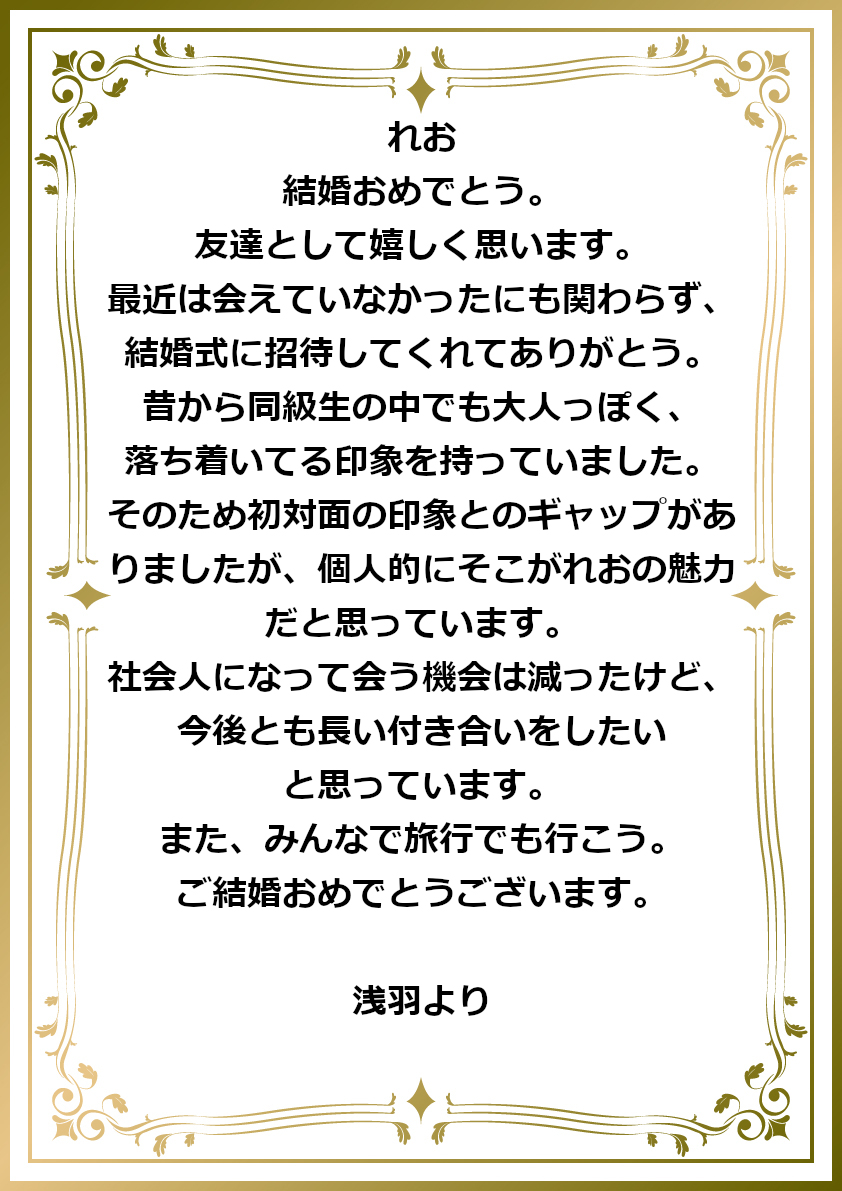 れお
結婚おめでとう。
友達として嬉しく思います。
最近は会えていなかったにも関わらず、
結婚式に招待してくれてありがとう。
昔から同級生の中でも大人っぽく、
落ち着いてる印象を持っていました。
そのため初対面の印象とのギャップがあ
りましたが、個人的にそこがれおの魅力
だと思っています。
社会人になって会う機会は減ったけど、
今後とも長い付き合いをしたい
と思っています。
また、みんなで旅行でも行こう。
ご結婚おめでとうございます。
浅羽より